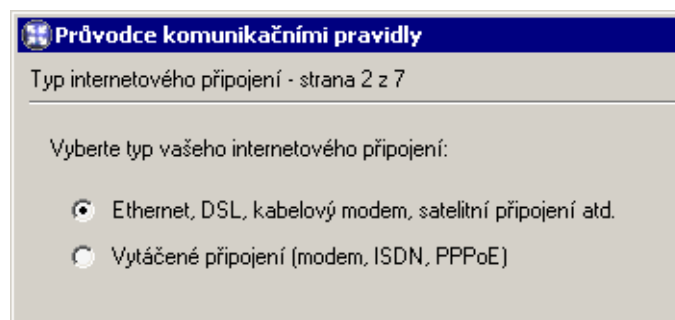 Průvodce komunikačními pravidly
Typ internetového připojení - strana 2 z 7
Vyberte typ vašeho internetového připojení:
Ethernet, DSL, kabelový modem, satelitní připojení atd.
Vytáčené připojení (modem, ISDN, PPPoE)